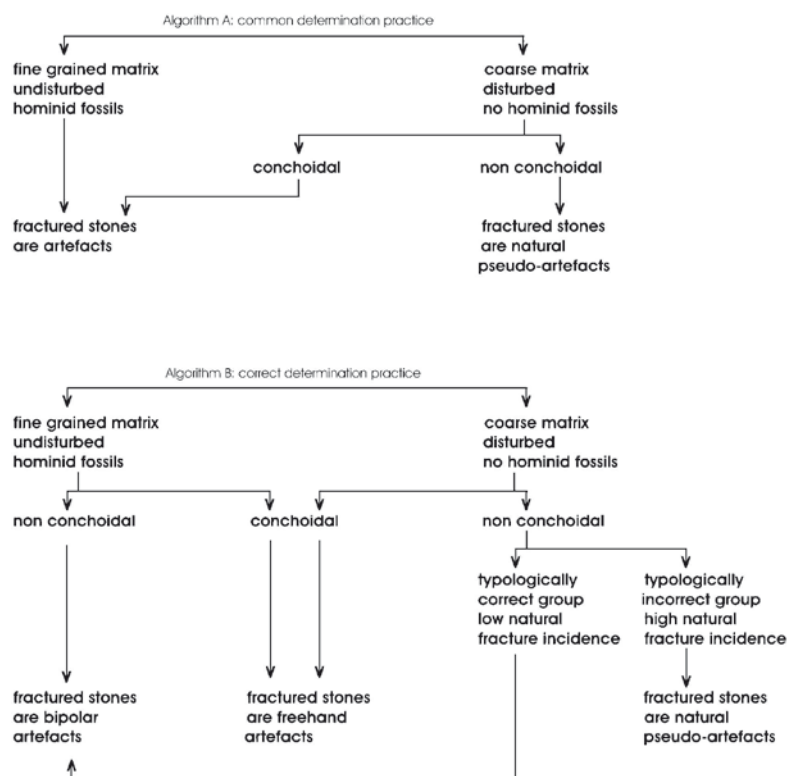 Algorithm A: common determination practice
fine grained matrix
undisturbed
hominid fossils
coarse matrix
disturbed
no hominid fossils
conchoidal
non conchoidal
fractured stones
are artefacts
fractured stones
are natural
pseudo-artefacts
Algorithm B: correct determination practice
fine grained matrix
undisturbed
hominid fossils
coarse matrix
disturbed
no hominid fossils
non conchoidal
conchoidal
non conchoidal
typologically
correct group
low natural
fracture incidence
typologically
incorrect group
high natural
fracture incidence
fractured stones
are bipolar
artefacts
fractured stones
are freehand
artefacts
fractured stones
are natural
pseudo-artefacts